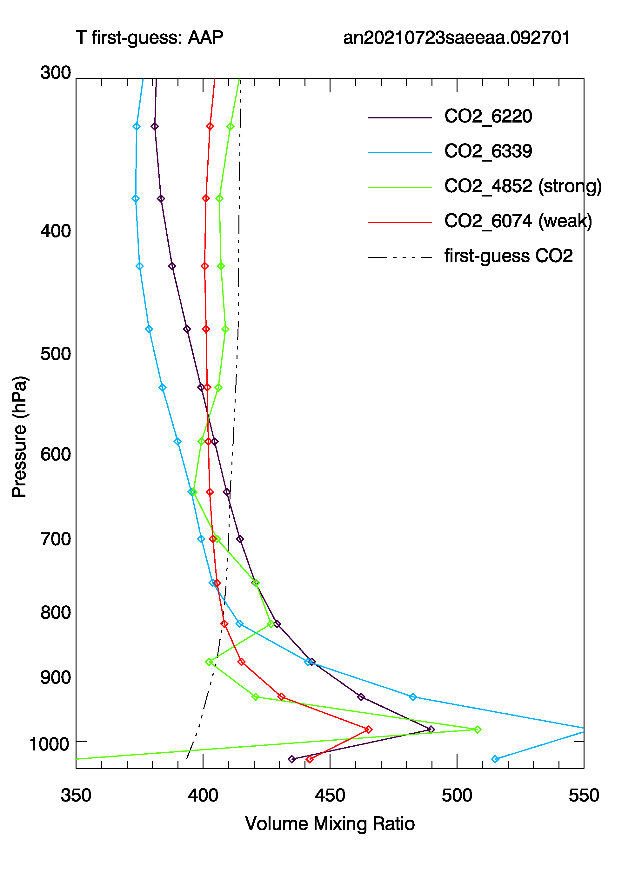 T first-guess: AAP an20210723saeeaa.092701
300
CO2_6220
CO2_6339
CO2_4852 (strong)
CO2_6074 (weak)
first-guess CO2
400
500
600
700
800
900
1000
Pressure (hPa)
350 400 450 500 550
Volume Mixing Ratio